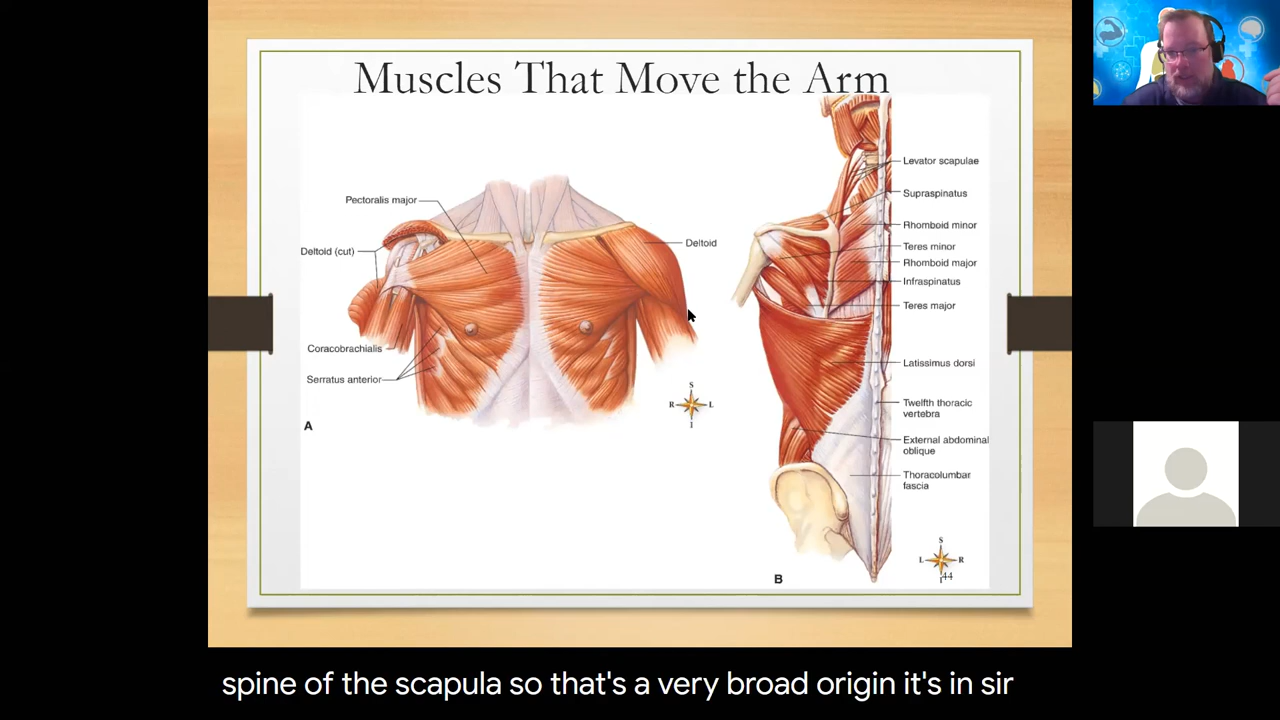 Muscles That Move the Arm
Pectoralis major
Deltoid (cut)
Deltoid
Coracobrachialis
Serratus anterior
S
R
L
I
A
Levator scapulae
Supraspinatus
Rhomboid minor
Teres minor
Rhomboid major
Infraspinatus
Teres major
Latissimus dorsi
Twelfth thoracic
vertebra
External abdominal
oblique
Thoracolumbar
fascia
S
L
R
I
44
B
spine of the scapula so that's a very broad origin it's in sir